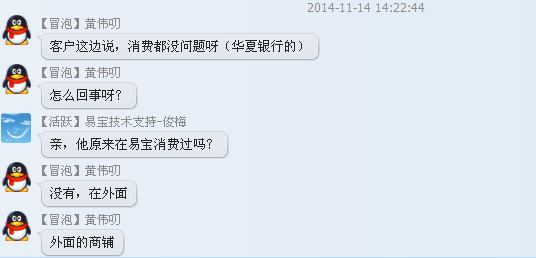 2014-11-14 14:22:44
【冒泡】黄伟叨
客户这边说，消费都没问题呀（华夏银行的）
【冒泡】黄伟叨
怎么回事呀？
【活跃】易宝技术支持-俊梅
亲，他原来在易宝消费过吗？
【冒泡】黄伟叨
没有，在外面
【冒泡】黄伟叨
外面的商铺